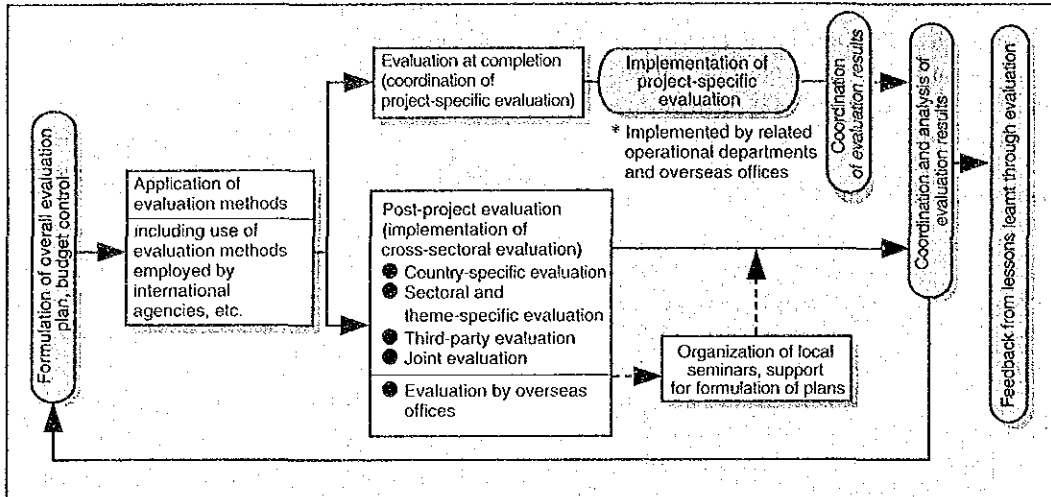 Formulation of overall evaluation
plan, budget control
Application of
evaluation methods
including use of
evaluation methods
employed by
international
agencies, etc.
Evaluation at completion
(coordination of
project-specific evaluation)
Implementation of
project-specific
evaluation
* Implemented by related
operational departments
and overseas offices
Coordination
of evaluation results
Post-project evaluation
(implementation of
cross-sectoral evaluation)
● Country-specific evaluation
● Sectoral and
theme-specific evaluation
● Third-party evaluation
● Joint evaluation
● Evaluation by overseas
offices
Organization of local
seminars, support
for formulation of plans
Coordination and analysis of
evaluation results
Feedback from lessons learnt through evaluation